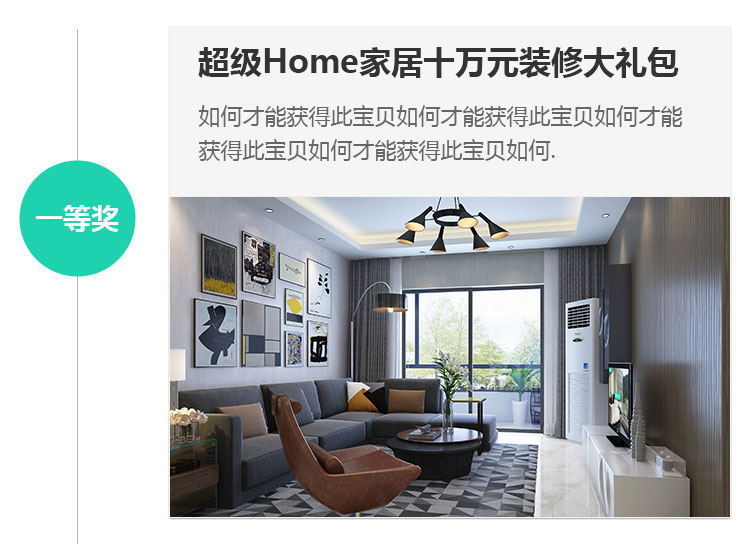 超级Home家居十万元装修大礼包
如何才能获得此宝贝如何才能获得此宝贝如何才能
获得此宝贝如何才能获得此宝贝如何.
一等奖